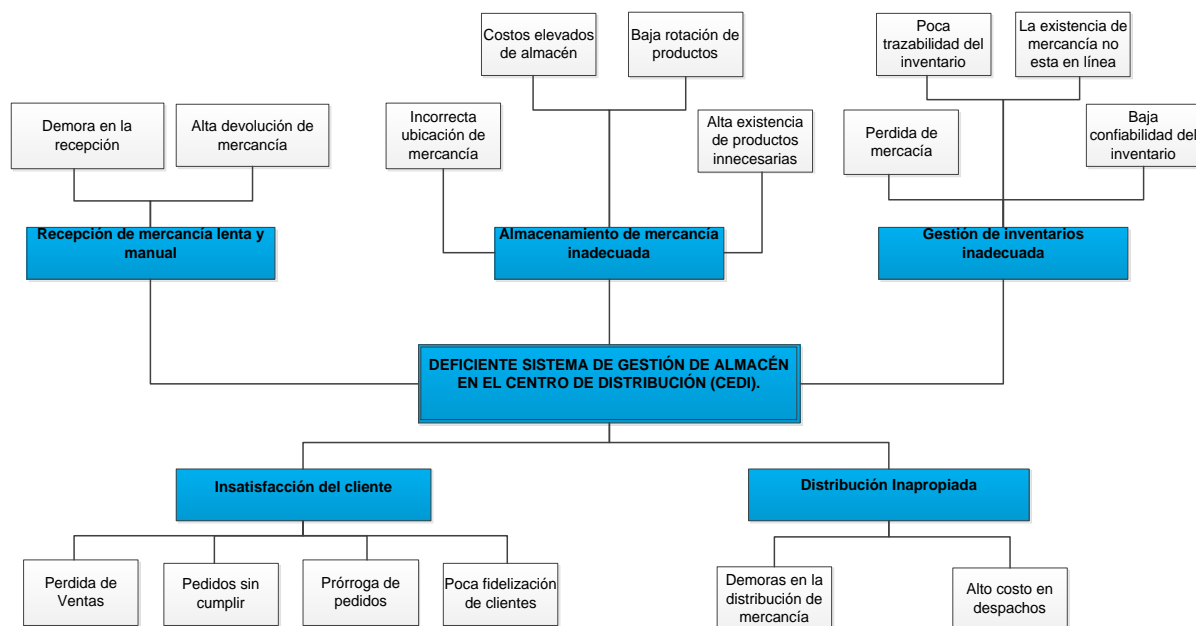 Costos elevados
de almacén
Baja rotación de
productos
Poca
trazabilidad del
inventario
La existencia de
mercancía no
esta en línea
Demora en la
recepción
Alta devolución de
mercancía
Incorrecta
ubicación de
mercancía
Alta existencia
de productos
innecesarias
Perdida de
mercacía
Baja
confiabilidad del
inventario
Recepción de mercancía lenta y
manual
Almacenamiento de mercancía
inadecuada
Gestión de inventarios
inadecuada
DEFICIENTE SISTEMA DE GESTIÓN DE ALMACÉN
EN EL CENTRO DE DISTRIBUCIÓN (CEDI).
Insatisfacción del cliente
Distribución Inapropiada
Perdida de
Ventas
Pedidos sin
cumplir
Prórroga de
pedidos
Poca fidelización
de clientes
Demoras en la
distribución de
mercancía
Alto costo en
despachos